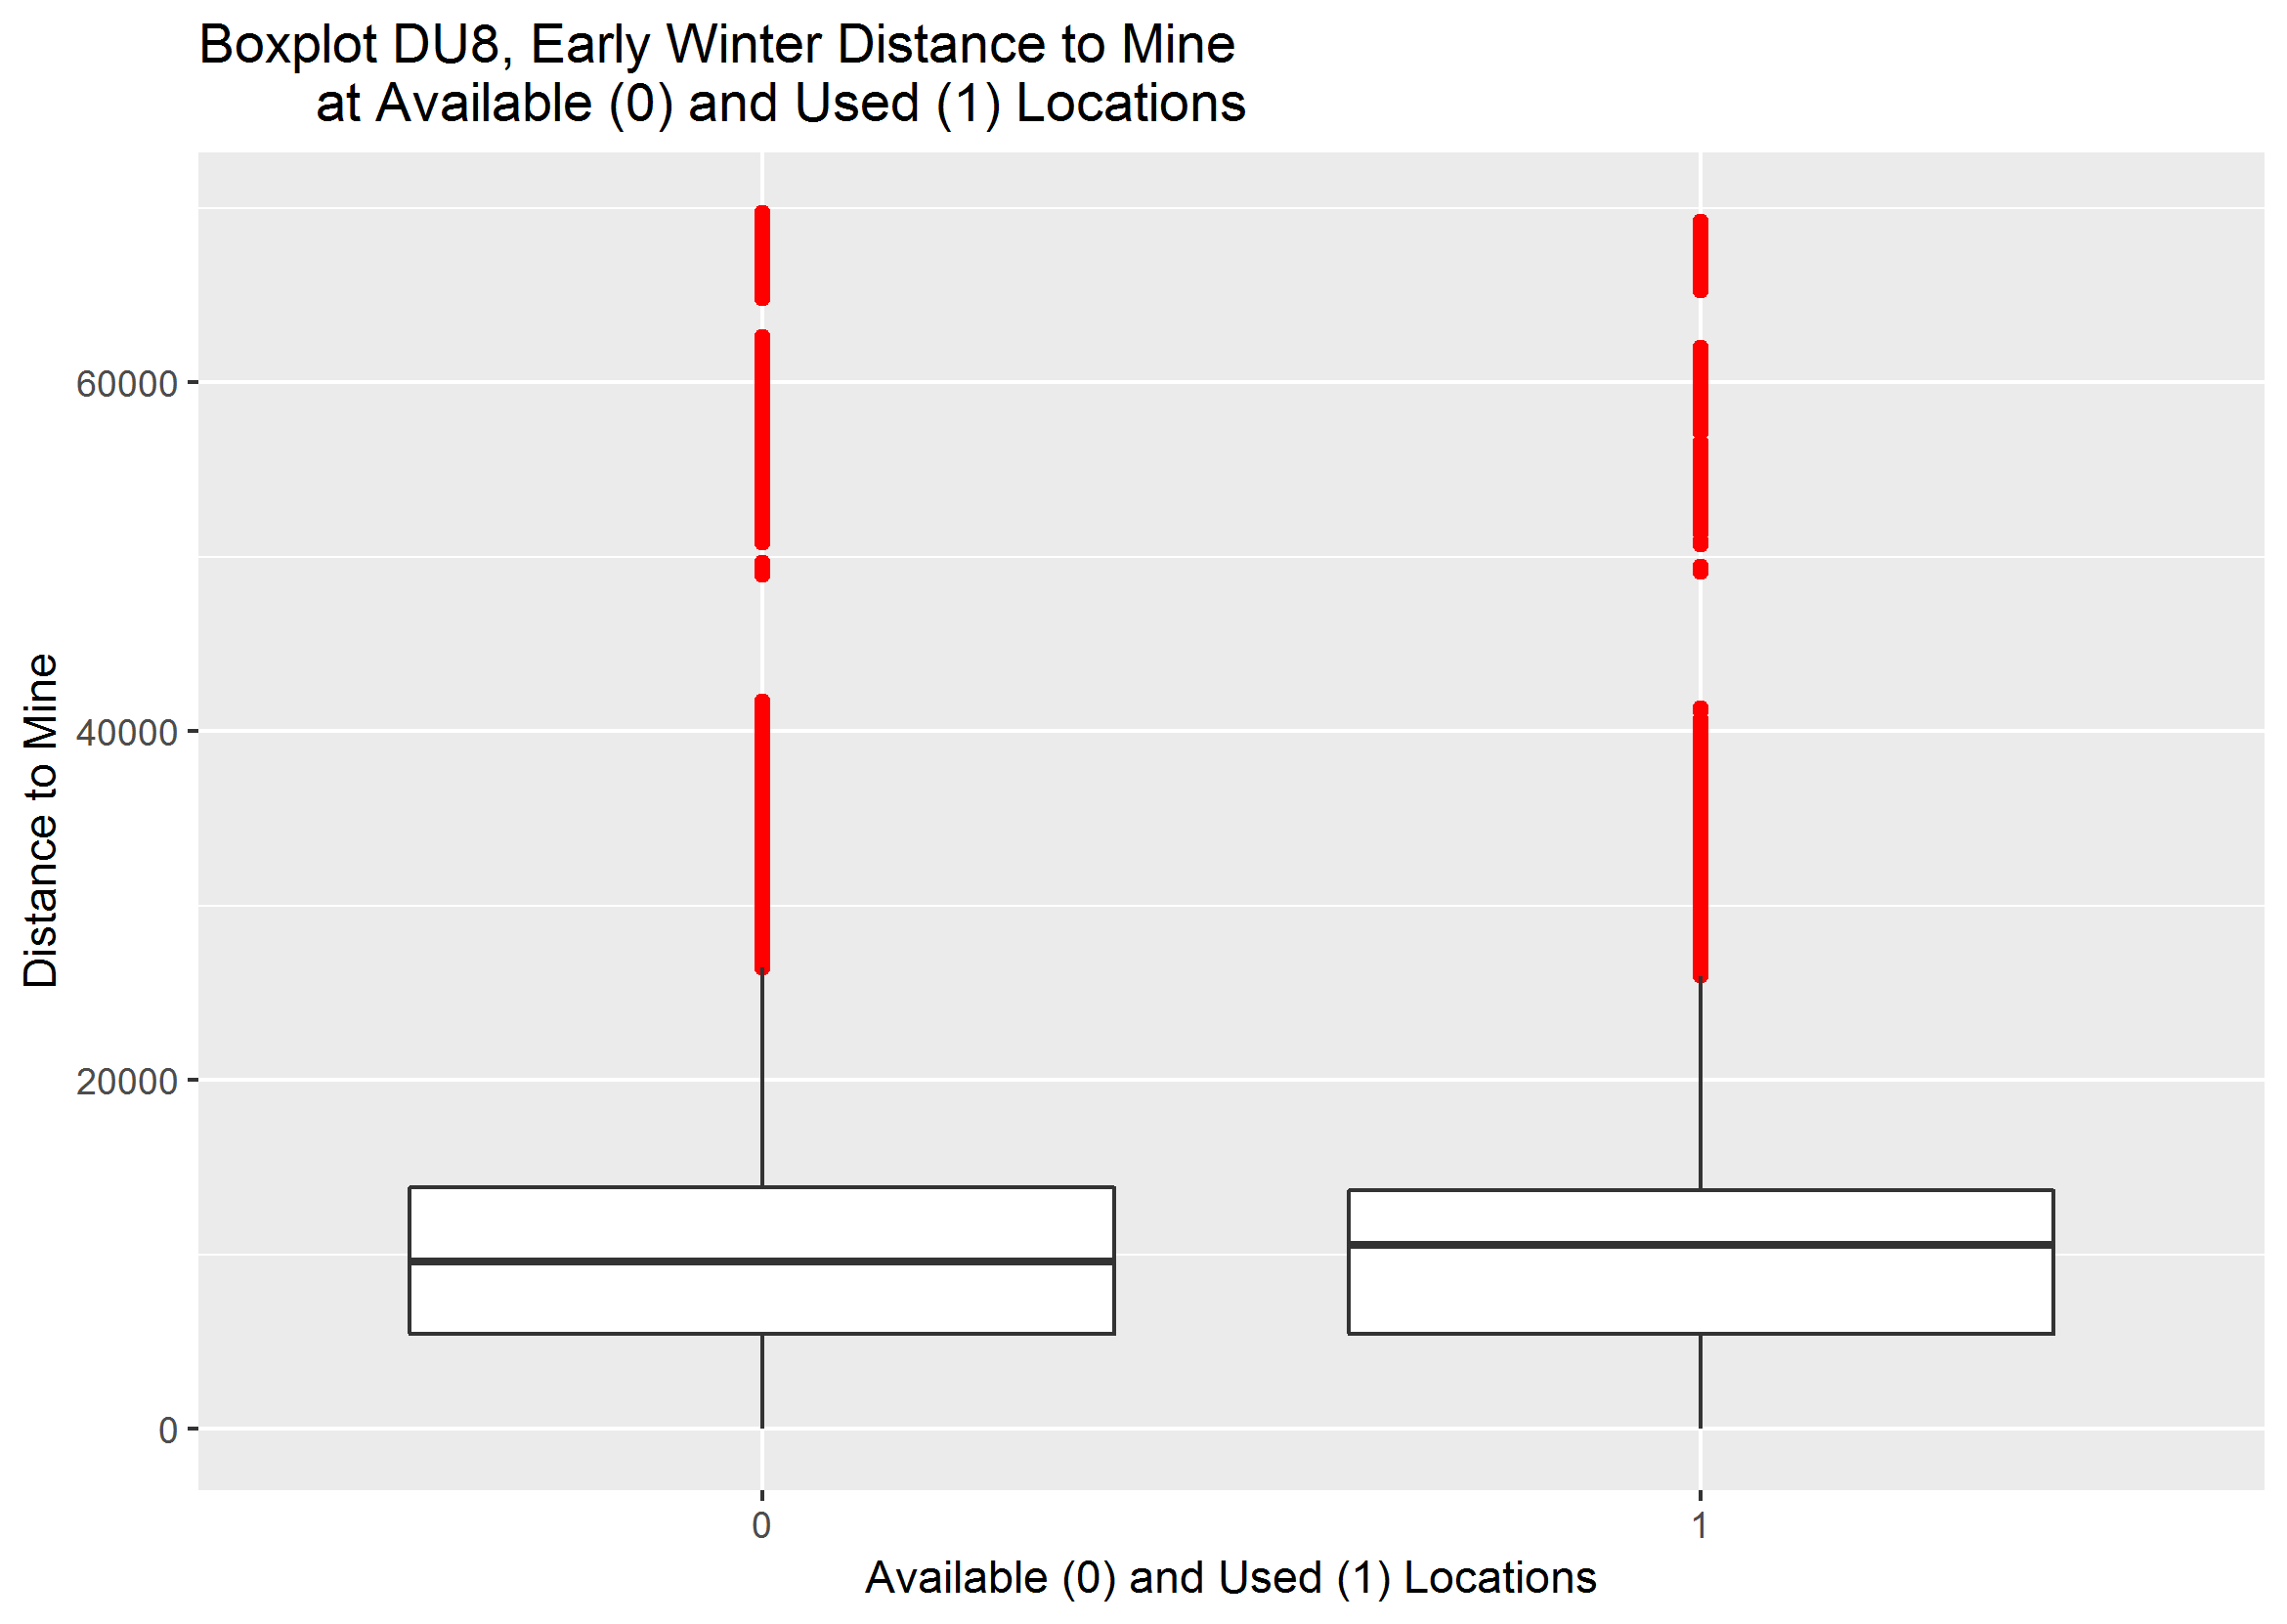 Boxplot DU8, Early Winter Distance to Mine
at Available (0) and Used (1) Locations
Distance to Mine
60000
40000
20000
0
0
1
Available (0) and Used (1) Locations